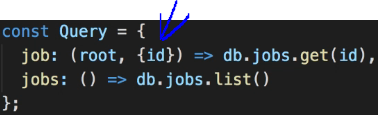 const Query = {
job: (root, {id}) => db.jobs.get(id),
jobs: () => db.jobs.list()
};